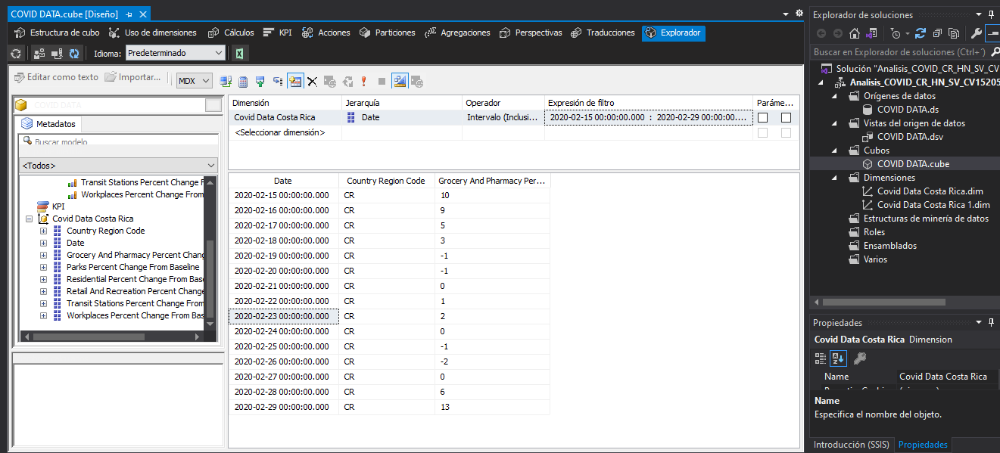 COVID DATA.cube [Diseño]
Estructura de cubo Uso de dimensiones Cálculos KPI Acciones Particiones Agregaciones Perspectivas Traducciones Explorador
Idioma: Predeterminado
Editar como texto Importar... MDX
COVID DATA
Metadatos
Buscar modelo
<Todos>
Transit Stations Percent Change F
Workplaces Percent Change From
KPI
Covid Data Costa Rica
Country Region Code
Date
Grocery And Pharmacy Percent Chang
Parks Percent Change From Baseline
Residential Percent Change From Bas
Retail And Recreation Percent Change
Transit Stations Percent Change From
Workplaces Percent Change From Bas
Dimensión Jerarquía Operador Expresión de filtro Paráme...
Covid Data Costa Rica Date Intervalo (Inclusi... 2020-02-15 00:00:00.000 : 2020-02-29 00:00:00....
<Seleccionar dimensión>
Date Country Region Code Grocery And Pharmacy Per...
2020-02-15 00:00:00.000 CR 10
2020-02-16 00:00:00.000 CR 9
2020-02-17 00:00:00.000 CR 5
2020-02-18 00:00:00.000 CR 3
2020-02-19 00:00:00.000 CR -1
2020-02-20 00:00:00.000 CR -1
2020-02-21 00:00:00.000 CR 0
2020-02-22 00:00:00.000 CR 1
2020-02-23 00:00:00.000 CR 2
2020-02-24 00:00:00.000 CR 0
2020-02-25 00:00:00.000 CR -1
2020-02-26 00:00:00.000 CR -2
2020-02-27 00:00:00.000 CR 0
2020-02-28 00:00:00.000 CR 6
2020-02-29 00:00:00.000 CR 13
Explorador de soluciones
Buscar en Explorador de soluciones (Ctrl+¨)
Solución "Analisis_COVID_CR_HN_SV_CV
Analisis_COVID_CR_HN_SV_CV15205
Orígenes de datos
COVID DATA.ds
Vistas del origen de datos
COVID DATA.dsv
Cubos
COVID DATA.cube
Dimensiones
Covid Data Costa Rica.dim
Covid Data Costa Rica 1.dim
Estructuras de minería de datos
Roles
Ensamblados
Varios
Propiedades
Covid Data Costa Rica Dimension
Name Covid Data Costa Rica
Name
Especifica el nombre del objeto.
Introducción (SSIS) Propiedades